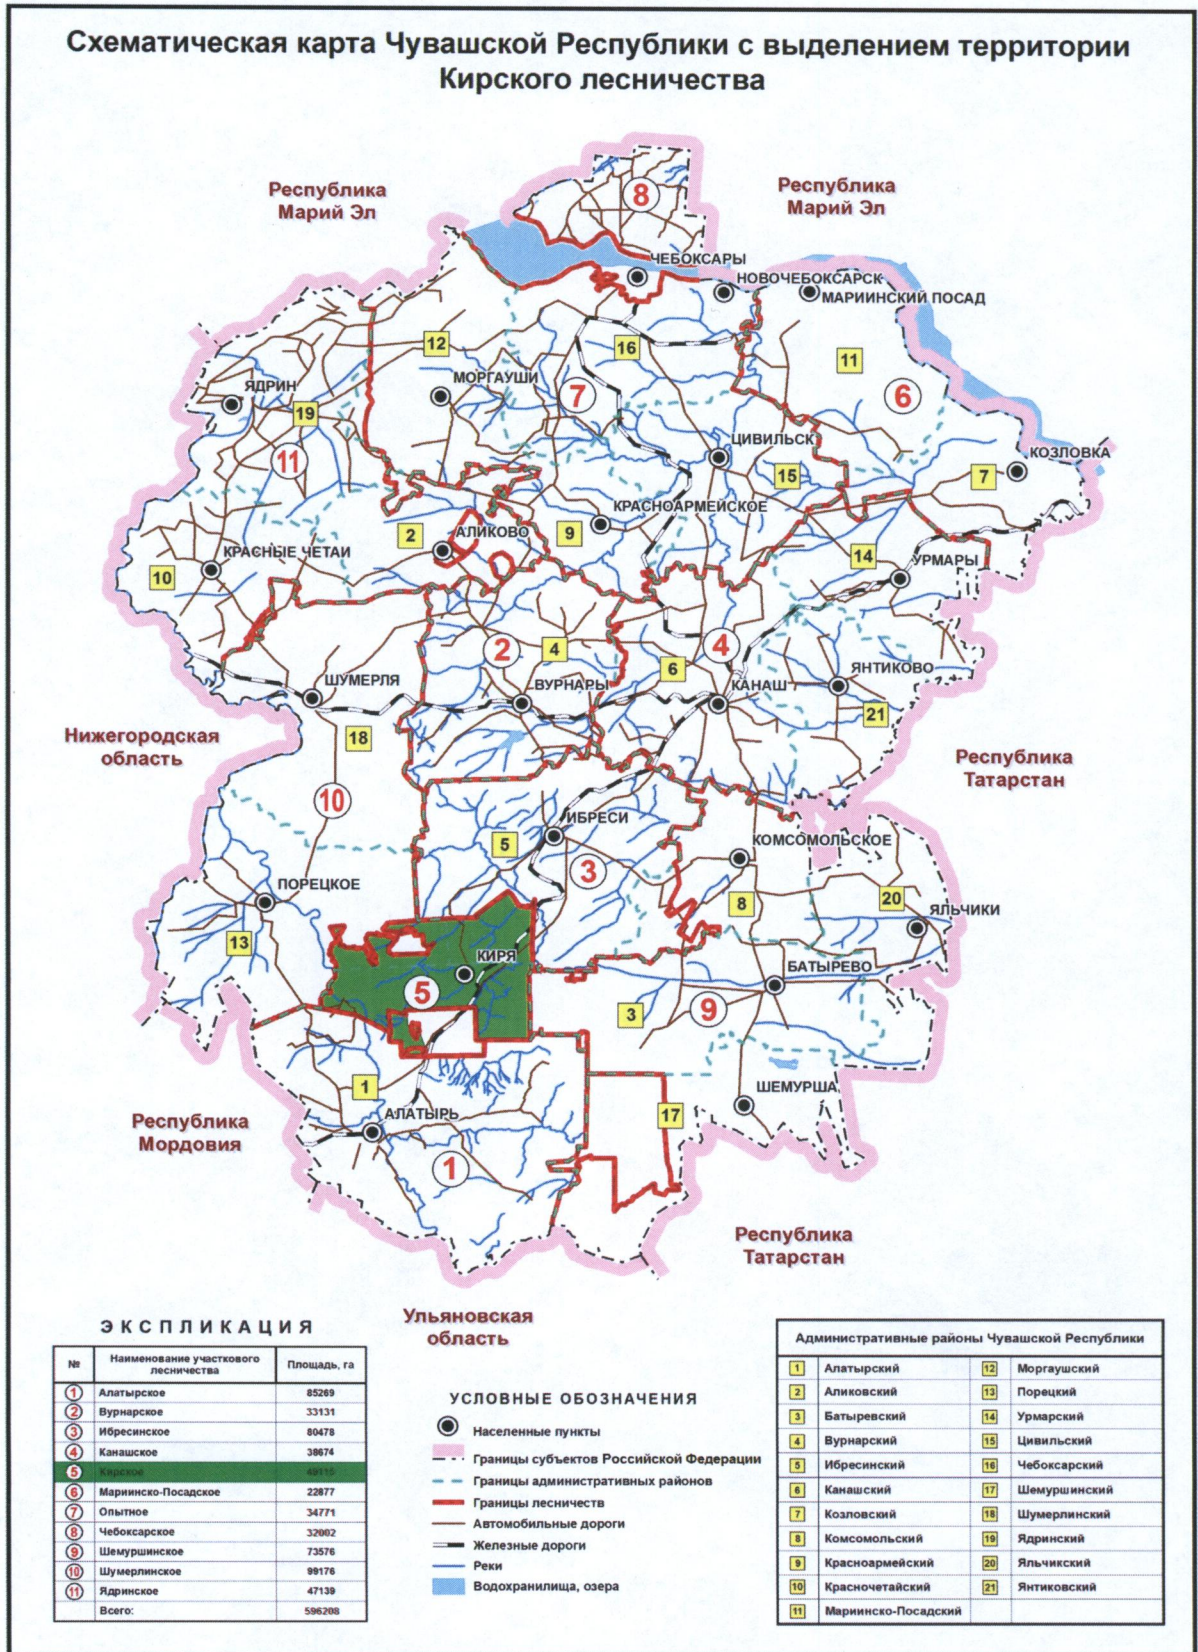 Схематическая карта Чувашской Республики с выделением территории
Кирского лесничества
Республика
Марий Эл
Республика
Марий Эл
8
ЧЕБОКСАРЫ
НОВОЧЕБОКСАРСК
МАРИИНСКИЙ ПОСАД
12
16
11
МОРГАУШИ
7
6
ЯДРИН
19
11
ЦИВИЛЬСК
15
КОЗЛОВКА
7
КРАСНОАРМЕЙСКОЕ
9
2
АЛИКОВО
14
УРМАРЫ
КРАСНЫЕ ЧЕТАИ
10
2
4
4
6
ЯНТИКОВО
ШУМЕРЛЯ
ВУРНАРЫ
КАНАШ
21
18
Нижегородская
область
Республика
Татарстан
10
ИБРЕСИ
5
3
КОМСОМОЛЬСКОЕ
8
20
ПОРЕЦКОЕ
ЯЛЬЧИКИ
13
КИРЯ
5
БАТЫРЕВО
3
9
1
ШЕМУРША
17
АЛАТЫРЬ
1
Республика
Мордовия
Республика
Татарстан
Ульяновская
область
ЭКСПЛИКАЦИЯ
№ Наименование участкового лесничества Площадь, га
1 Алатырское 85269
2 Вурнарское 33131
3 Ибресинское 80478
4 Канашское 38674
5 Кирское 49115
6 Мариинско-Посадское 22877
7 Опытное 34771
8 Чебоксарское 32002
9 Шемуршинское 73576
10 Шумерлинское 99176
11 Ядринское 47139
Всего: 596208
УСЛОВНЫЕ ОБОЗНАЧЕНИЯ
Населенные пункты
Границы субъектов Российской Федерации
Границы административных районов
Границы лесничеств
Автомобильные дороги
Железные дороги
Реки
Водохранилища, озера
Административные районы Чувашской Республики
1 Алатырский 12 Моргаушский
2 Аликовский 13 Порецкий
3 Батыревский 14 Урмарский
4 Вурнарский 15 Цивильский
5 Ибресинский 16 Чебоксарский
6 Канашский 17 Шемуршинский
7 Козловский 18 Шумерлинский
8 Комсомольский 19 Ядринский
9 Красноармейский 20 Яльчикский
10 Красночетайский 21 Янтиковский
11 Мариинско-Посадский